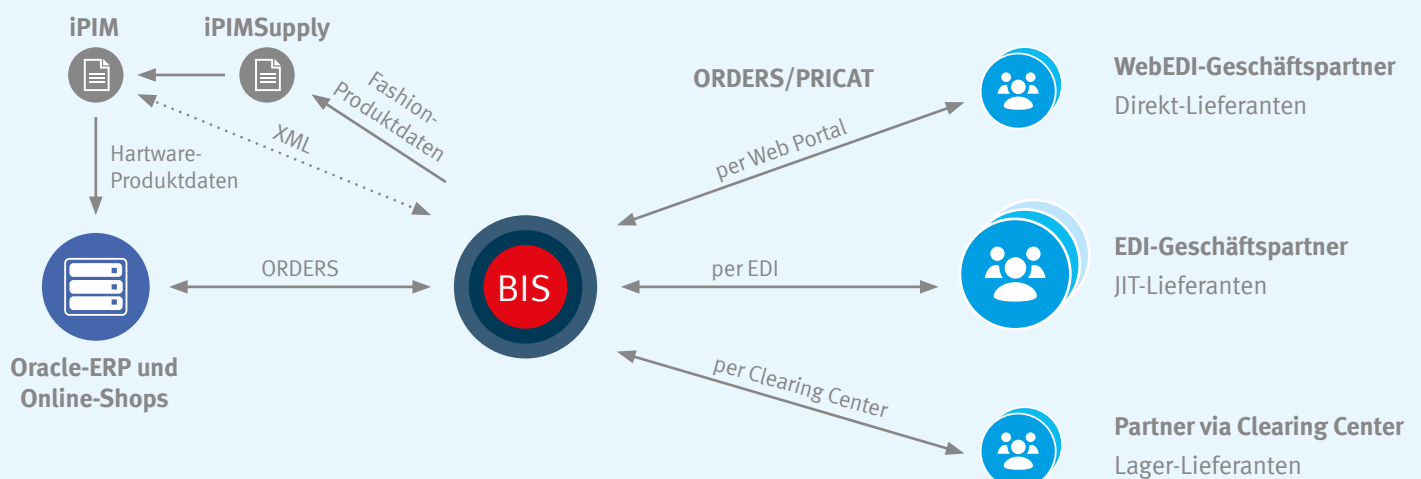 iPIM
iPIMSupply
Fashion-
Produktdaten
XML
Hartware-
Produktdaten
ORDERS
Oracle-ERP und
Online-Shops
BIS
ORDERS/PRICAT
per Web Portal
per EDI
per Clearing Center
WebEDI-Geschäftspartner
Direkt-Lieferanten
EDI-Geschäftspartner
JIT-Lieferanten
Partner via Clearing Center
Lager-Lieferanten